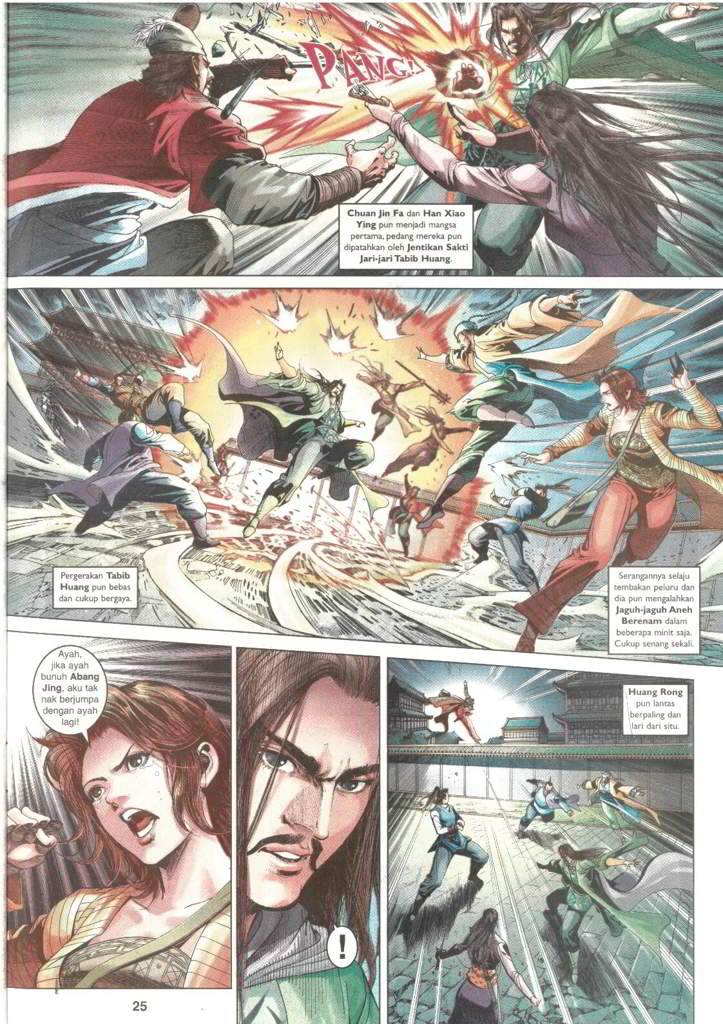 PANG!
Chuan Jin Fa dan Han Xiao
Ying pun menjadi mangsa
pertama, pedang mereka pun
dipatahkan oleh Jentikan Sakti
Jari-jari Tabib Huang.
Pergerakan Tabib
Huang pun bebas
dan cukup bergaya.
Serangannya selaju
tembakan peluru dan
dia pun mengalahkan
Jaguh-jaguh Aneh
Berenam dalam
beberapa minit saja.
Cukup senang sekali.
Ayah,
jika ayah
bunuh Abang
Jing, aku tak
nak berjumpa
dengan ayah
lagi!
!
Huang Rong
pun lantas
berpaling dan
lari dari situ.
25